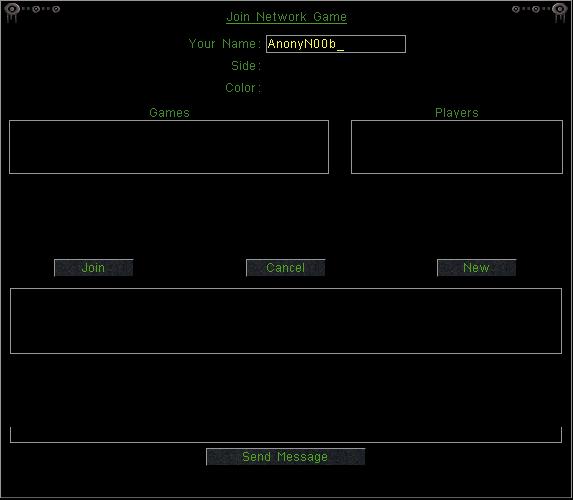 Join Network Game
Your Name: AnonyN00b_
Side:
Color:
Games Players
Join Cancel New
Send Message